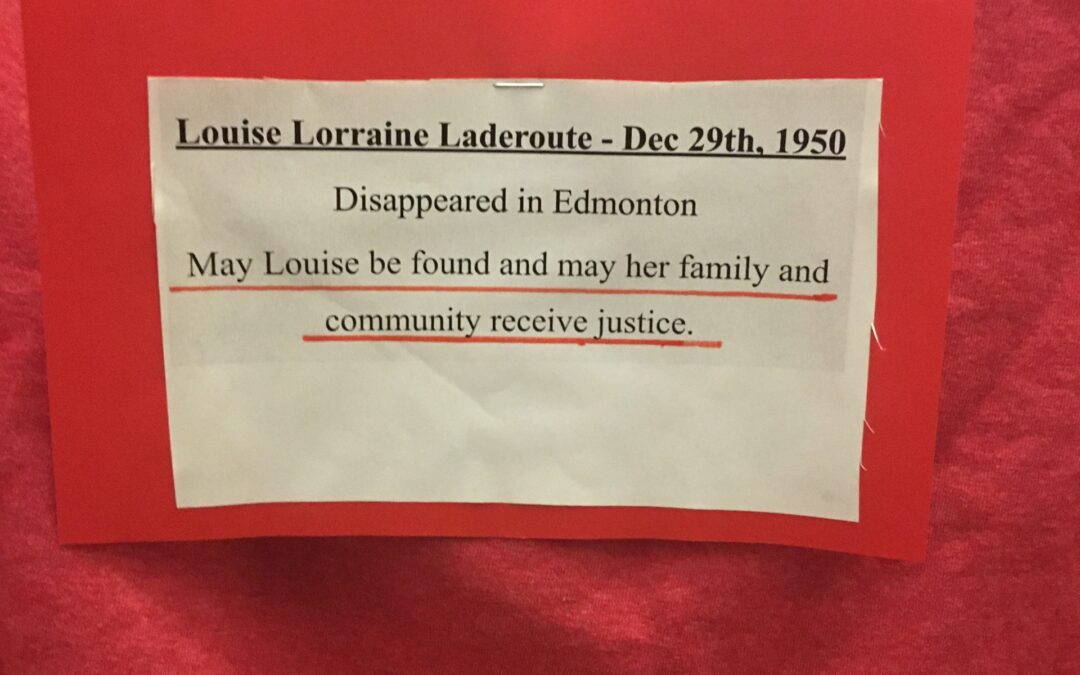 Louise Lorraine Laderoute - Dec 29th, 1950
Disappeared in Edmonton
May Louise be found and may her family and
community receive justice.